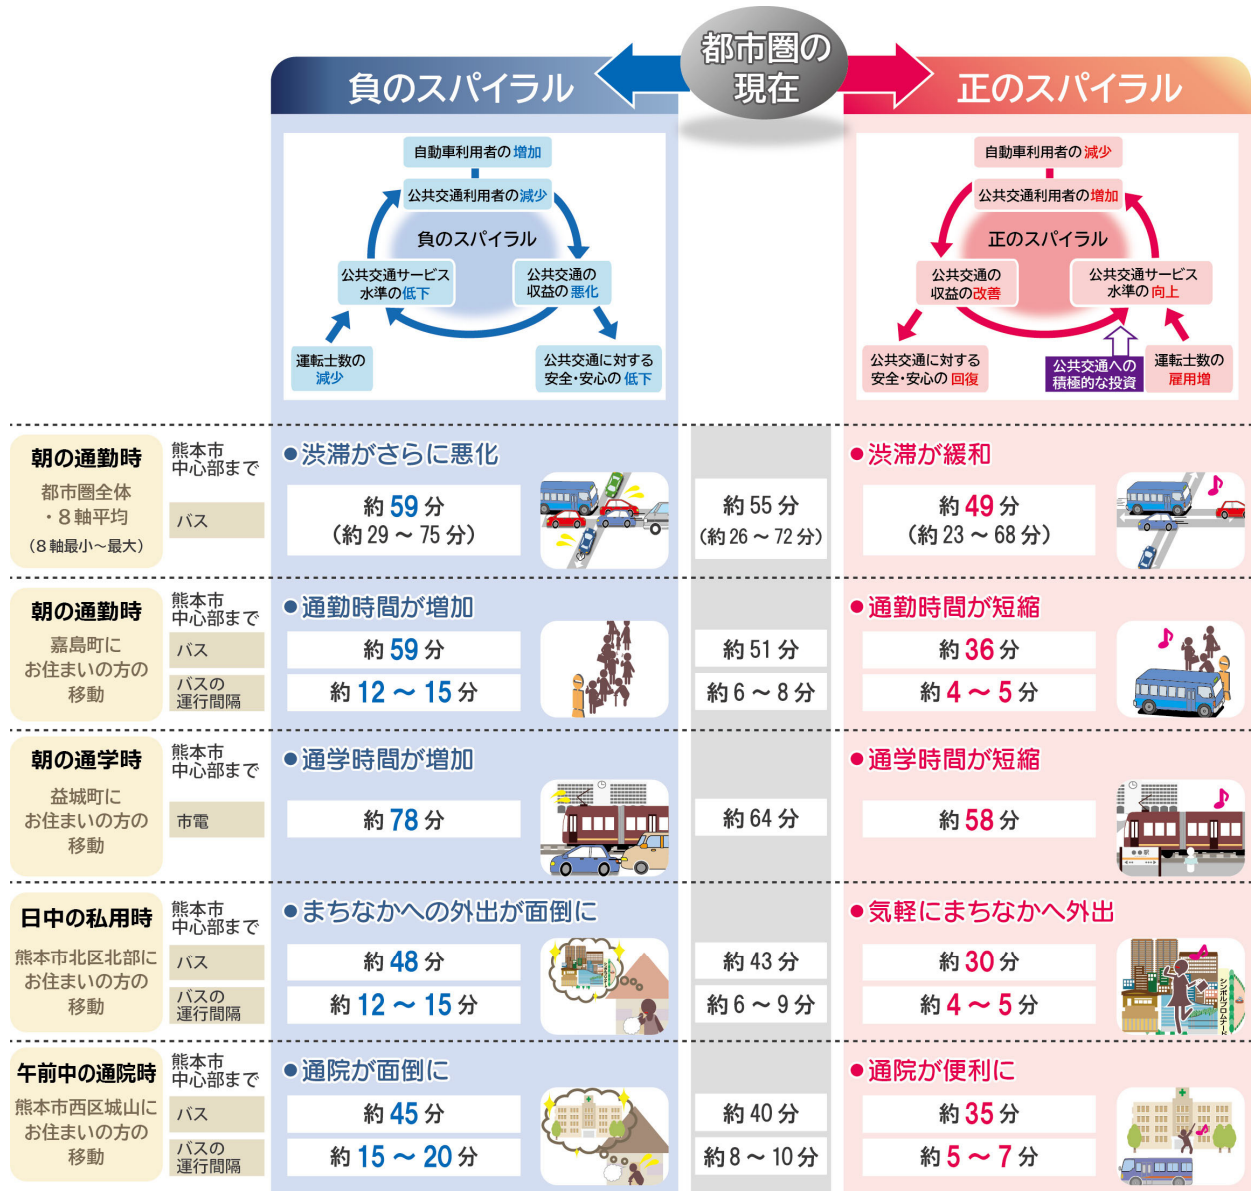 都市圏の
現在
負のスパイラル
正のスパイラル
自動車利用者の増加
公共交通利用者の減少
負のスパイラル
公共交通サービス
水準の低下
公共交通の
収益の悪化
運転士数の
減少
公共交通に対する
安全・安心の低下
自動車利用者の減少
公共交通利用者の増加
正のスパイラル
公共交通の
収益の改善
公共交通サービス
水準の向上
公共交通に対する
安全・安心の回復
公共交通への
積極的な投資
運転士数の
雇用増
朝の通勤時
都市圏全体
・8軸平均
(8軸最小~最大)
熊本市
中心部まで
バス
●渋滞がさらに悪化
約59分
(約29~75分)
約55分
(約26~72分)
●渋滞が緩和
約49分
(約23~68分)
朝の通勤時
嘉島町に
お住まいの方の
移動
熊本市
中心部まで
バス
バスの
運行間隔
●通勤時間が増加
約59分
約12~15分
約51分
約6~8分
●通勤時間が短縮
約36分
約4~5分
朝の通学時
益城町に
お住まいの方の
移動
熊本市
中心部まで
市電
●通学時間が増加
約78分
約64分
●通学時間が短縮
約58分
●●駅
日中の私用時
熊本市北区北部に
お住まいの方の
移動
熊本市
中心部まで
バス
バスの
運行間隔
●まちなかへの外出が面倒に
約48分
約12~15分
約43分
約6~9分
●気軽にまちなかへ外出
約30分
約4~5分
シンボルプロムナード
午前中の通院時
熊本市西区城山に
お住まいの方の
移動
熊本市
中心部まで
バス
バスの
運行間隔
●通院が面倒に
約45分
約15~20分
約40分
約8~10分
●通院が便利に
約35分
約5~7分